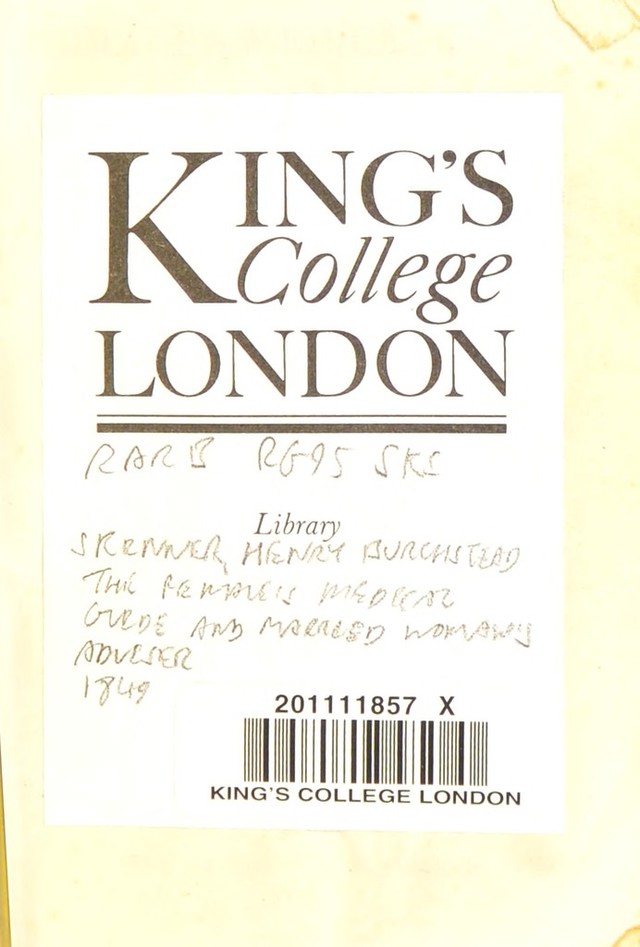 KING'S
College
LONDON
RARB RG95 SKI
Library
SKINNER, HENRY BURCHSTEAD
THE FEMALE'S MEDICAL
GUIDE AND MARRIED WOMAN'S
ADVISER
1849
201111857 X
KING'S COLLEGE LONDON